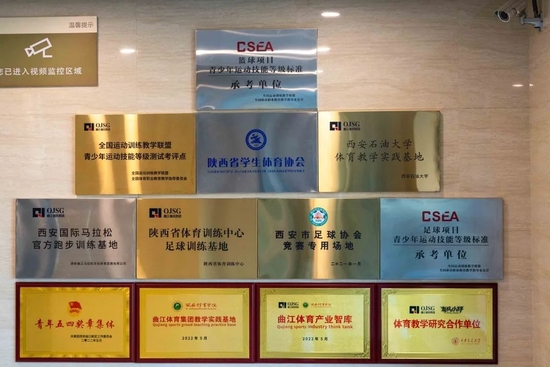 温馨提示
已进入视频监控区域
CSEA
篮球项目
青少年运动技能等级标准
承考单位
QJSG
全国运动训练教学联盟
青少年运动技能等级测试考评点
陕西省学生体育协会
QJSG
西安石油大学
体育教学实践基地
西安石油大学
QJSG
西安国际马拉松
官方跑步训练基地
QJSG
陕西省体育训练中心
足球训练基地
陕西省体育训练中心
西安市足球协会
竞赛专用场地
CSEA
足球项目
青少年运动技能等级标准
承考单位
青年五四奖章集体
曲江体育集团教学实践基地
2022年3月
曲江体育产业智库
Qujiang sports industry think bank
2022年3月
QJSG
体育教学研究合作单位